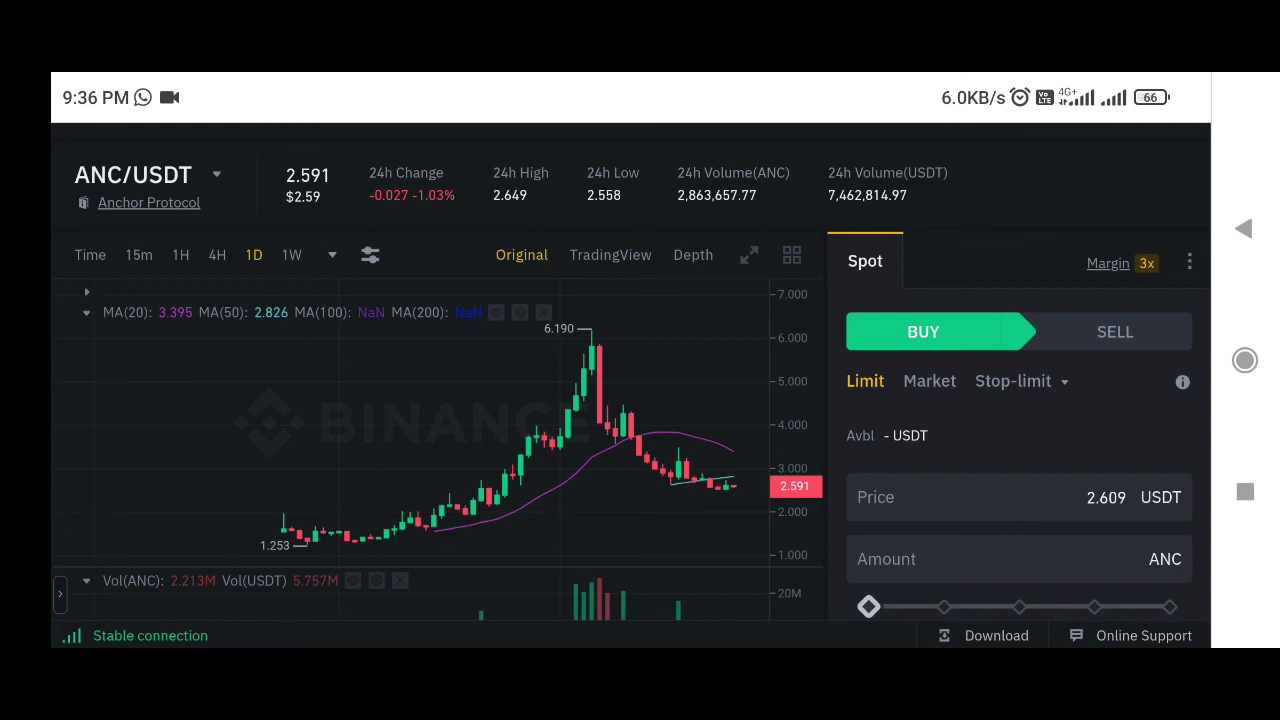 9:36 PM 6.0KB/s Vo LTE 4G+ 66
ANC/USDT 2.591 24h Change 24h High 24h Low 24h Volume(ANC) 24h Volume(USDT)
Anchor Protocol $2.59 -0.027 -1.03% 2.649 2.558 2,863,657.77 7,462,814.97
Time 15m 1H 4H 1D 1W Original TradingView Depth
Spot Margin 3x
MA(20): 3.395 MA(50): 2.826 MA(100): NaN MA(200): NaN
7.000
6.190
6.000
5.000
4.000
3.000
2.591
2.000
1.253
1.000
BINANCE
Vol(ANC): 2.213M Vol(USDT) 5.757M
20M
BUY SELL
Limit Market Stop-limit
Avbl - USDT
Price 2.609 USDT
Amount ANC
Stable connection Download Online Support